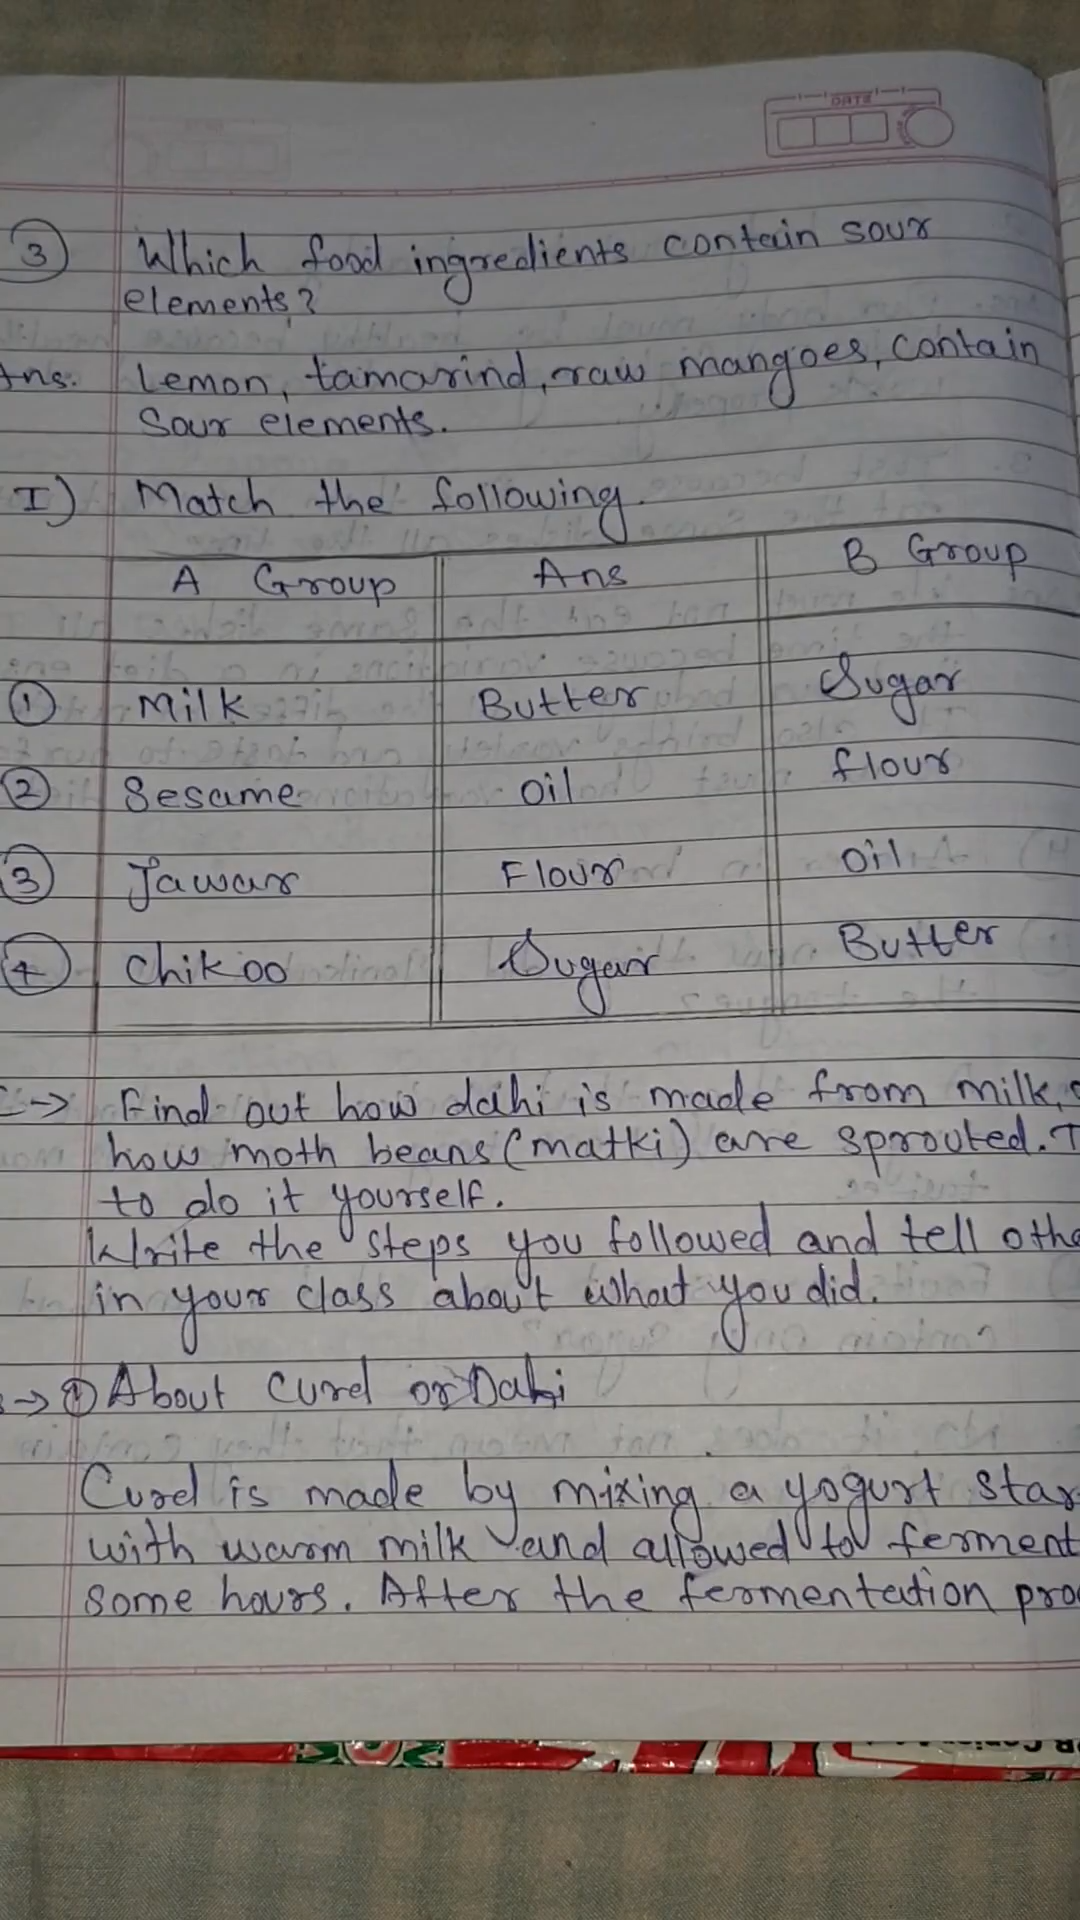 DATE
3 Which food ingredients contain sour
elements?
Ans. Lemon, tamarind, raw mangoes, contain
Sour elements.
I) Match the following.
A Group Ans B Group
1 Milk Butter Sugar
2 Sesame Oil flour
3 Jawar Flour Oil
4 Chikoo Sugar Butter
→ Find out how dahi is made from milk,
how moth beans (matki) are sprouted. T
to do it yourself.
Write the steps you followed and tell othe
in your class about what you did.
→ 1 About Curd or Dahi
Curd is made by mixing a yogurt star
with warm milk and allowed to ferment
some hours. After the fermentation pro